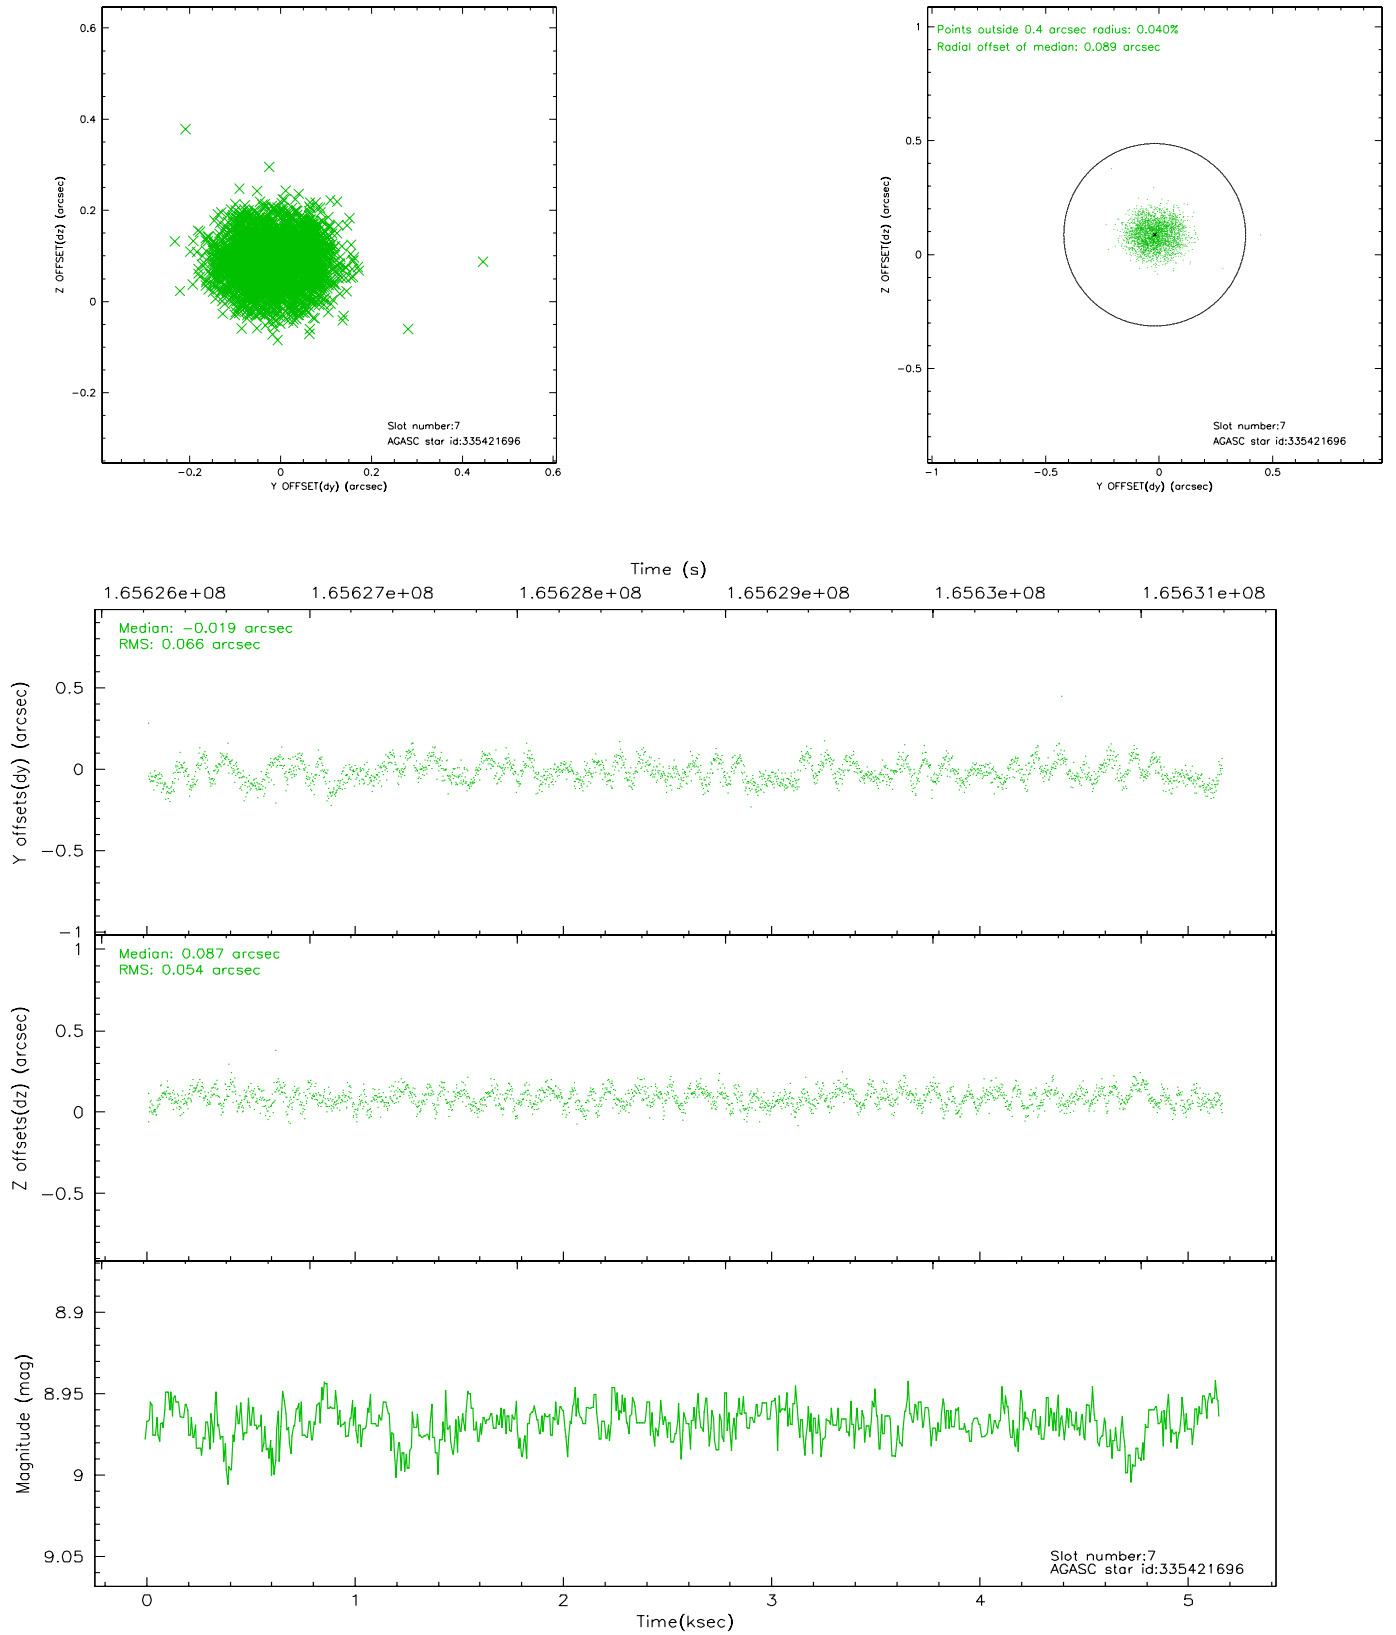 0.6
0.4
0.2
0
−0.2
Z OFFSET(dz) (arcsec)
Slot number:7
AGASC star id:335421696
−0.2 0 0.2 0.4 0.6
Y OFFSET(dy) (arcsec)
Points outside 0.4 arcsec radius: 0.040%
Radial offset of median: 0.089 arcsec
1
0.5
0
−0.5
Z OFFSET(dz) (arcsec)
Slot number:7
AGASC star id:335421696
−1 −0.5 0 0.5
Y OFFSET(dy) (arcsec)
Time (s)
1.65626e+08 1.65627e+08 1.65628e+08 1.65629e+08 1.6563e+08 1.65631e+08
Median: −0.019 arcsec
RMS: 0.066 arcsec
0.5
0
−0.5
−1
Y offsets(dy) (arcsec)
Median: 0.087 arcsec
RMS: 0.054 arcsec
1
0.5
0
−0.5
Z offsets(dz) (arcsec)
8.9
8.95
9
9.05
Magnitude (mag)
Slot number:7
AGASC star id:335421696
0 1 2 3 4 5
Time(ksec)